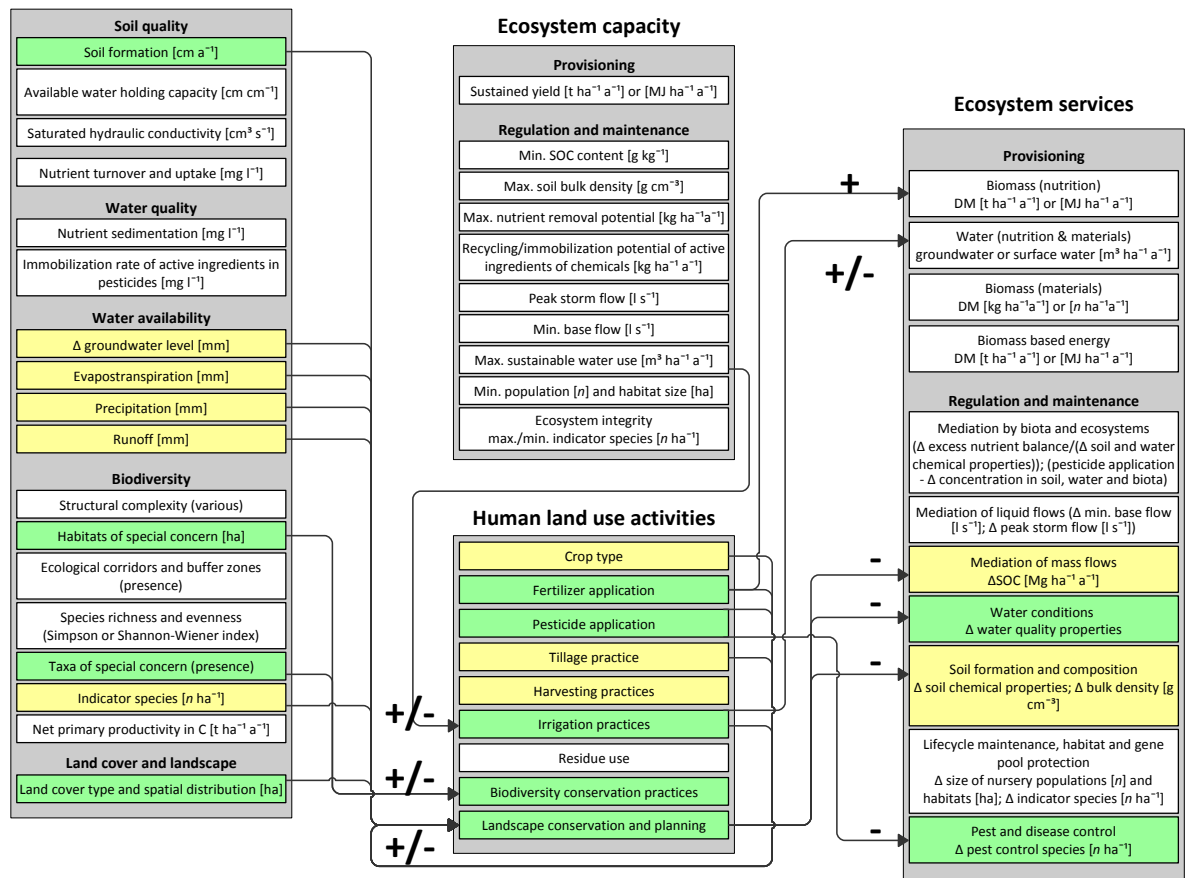 Soil quality
Soil formation [cm a⁻¹]
Available water holding capacity [cm cm⁻¹]
Saturated hydraulic conductivity [cm³ s⁻¹]
Nutrient turnover and uptake [mg l⁻¹]
Water quality
Nutrient sedimentation [mg l⁻¹]
Immobilization rate of active ingredients in
pesticides [mg l⁻¹]
Water availability
Δ groundwater level [mm]
Evapostranspiration [mm]
Precipitation [mm]
Runoff [mm]
Biodiversity
Structural complexity (various)
Habitats of special concern [ha]
Ecological corridors and buffer zones
(presence)
Species richness and evenness
(Simpson or Shannon-Wiener index)
Taxa of special concern (presence)
Indicator species [n ha⁻¹]
Net primary productivity in C [t ha⁻¹ a⁻¹]
Land cover and landscape
Land cover type and spatial distribution [ha]
Ecosystem capacity
Provisioning
Sustained yield [t ha⁻¹ a⁻¹] or [MJ ha⁻¹ a⁻¹]
Regulation and maintenance
Min. SOC content [g kg⁻¹]
Max. soil bulk density [g cm⁻³]
Max. nutrient removal potential [kg ha⁻¹a⁻¹]
Recycling/immobilization potential of active
ingredients of chemicals [kg ha⁻¹ a⁻¹]
Peak storm flow [l s⁻¹]
Min. base flow [l s⁻¹]
Max. sustainable water use [m³ ha⁻¹ a⁻¹]
Min. population [n] and habitat size [ha]
Ecosystem integrity
max./min. indicator species [n ha⁻¹]
Human land use activities
Crop type
Fertilizer application
Pesticide application
Tillage practice
Harvesting practices
Irrigation practices
Residue use
Biodiversity conservation practices
Landscape conservation and planning
+/-
+/-
+/-
+
+/-
-
-
-
-
Ecosystem services
Provisioning
Biomass (nutrition)
DM [t ha⁻¹ a⁻¹] or [MJ ha⁻¹ a⁻¹]
Water (nutrition & materials)
groundwater or surface water [m³ ha⁻¹ a⁻¹]
Biomass (materials)
DM [kg ha⁻¹a⁻¹] or [n ha⁻¹a⁻¹]
Biomass based energy
DM [t ha⁻¹ a⁻¹] or [MJ ha⁻¹ a⁻¹]
Regulation and maintenance
Mediation by biota and ecosystems
(Δ excess nutrient balance/(Δ soil and water
chemical properties)); (pesticide application
- Δ concentration in soil, water and biota)
Mediation of liquid flows (Δ min. base flow
[l s⁻¹]; Δ peak storm flow [l s⁻¹])
Mediation of mass flows
ΔSOC [Mg ha⁻¹ a⁻¹]
Water conditions
Δ water quality properties
Soil formation and composition
Δ soil chemical properties; Δ bulk density [g
cm⁻³]
Lifecycle maintenance, habitat and gene
pool protection
Δ size of nursery populations [n] and
habitats [ha]; Δ indicator species [n ha⁻¹]
Pest and disease control
Δ pest control species [n ha⁻¹]